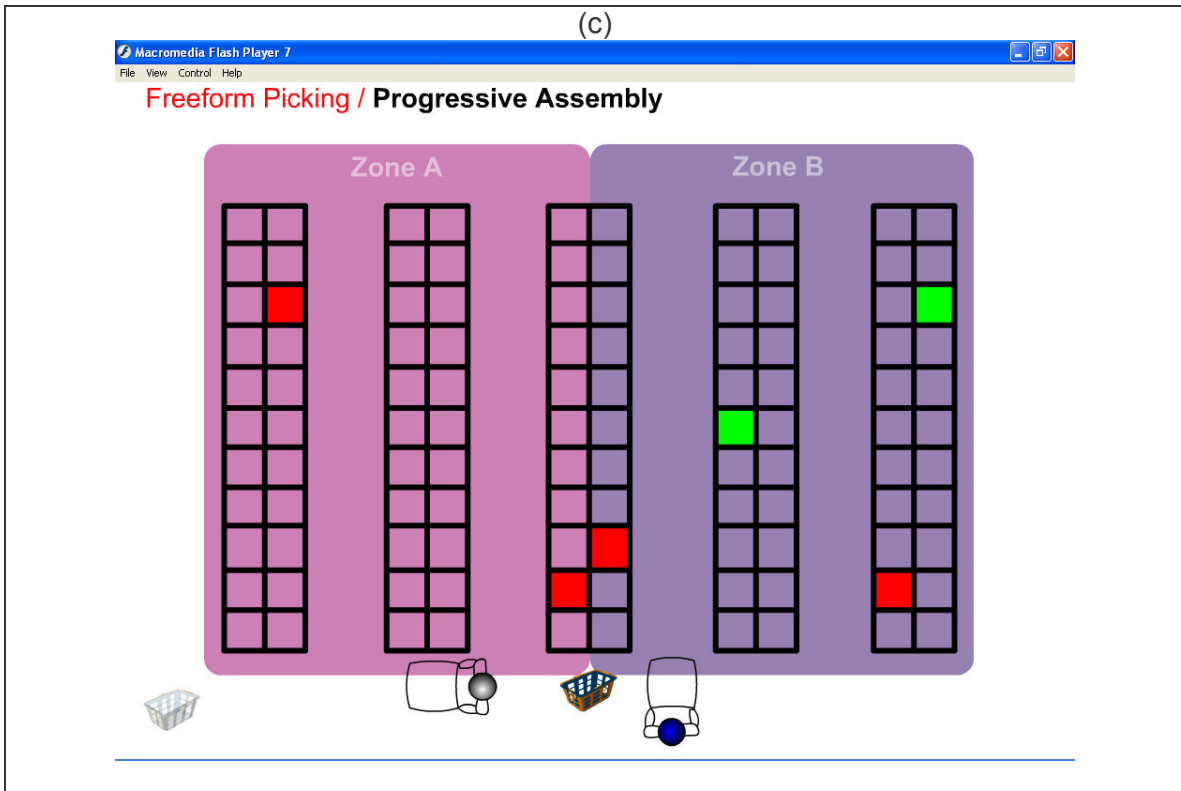 (c)
Macromedia Flash Player 7
File View Control Help
Freeform Picking / Progressive Assembly
Zone A
Zone B